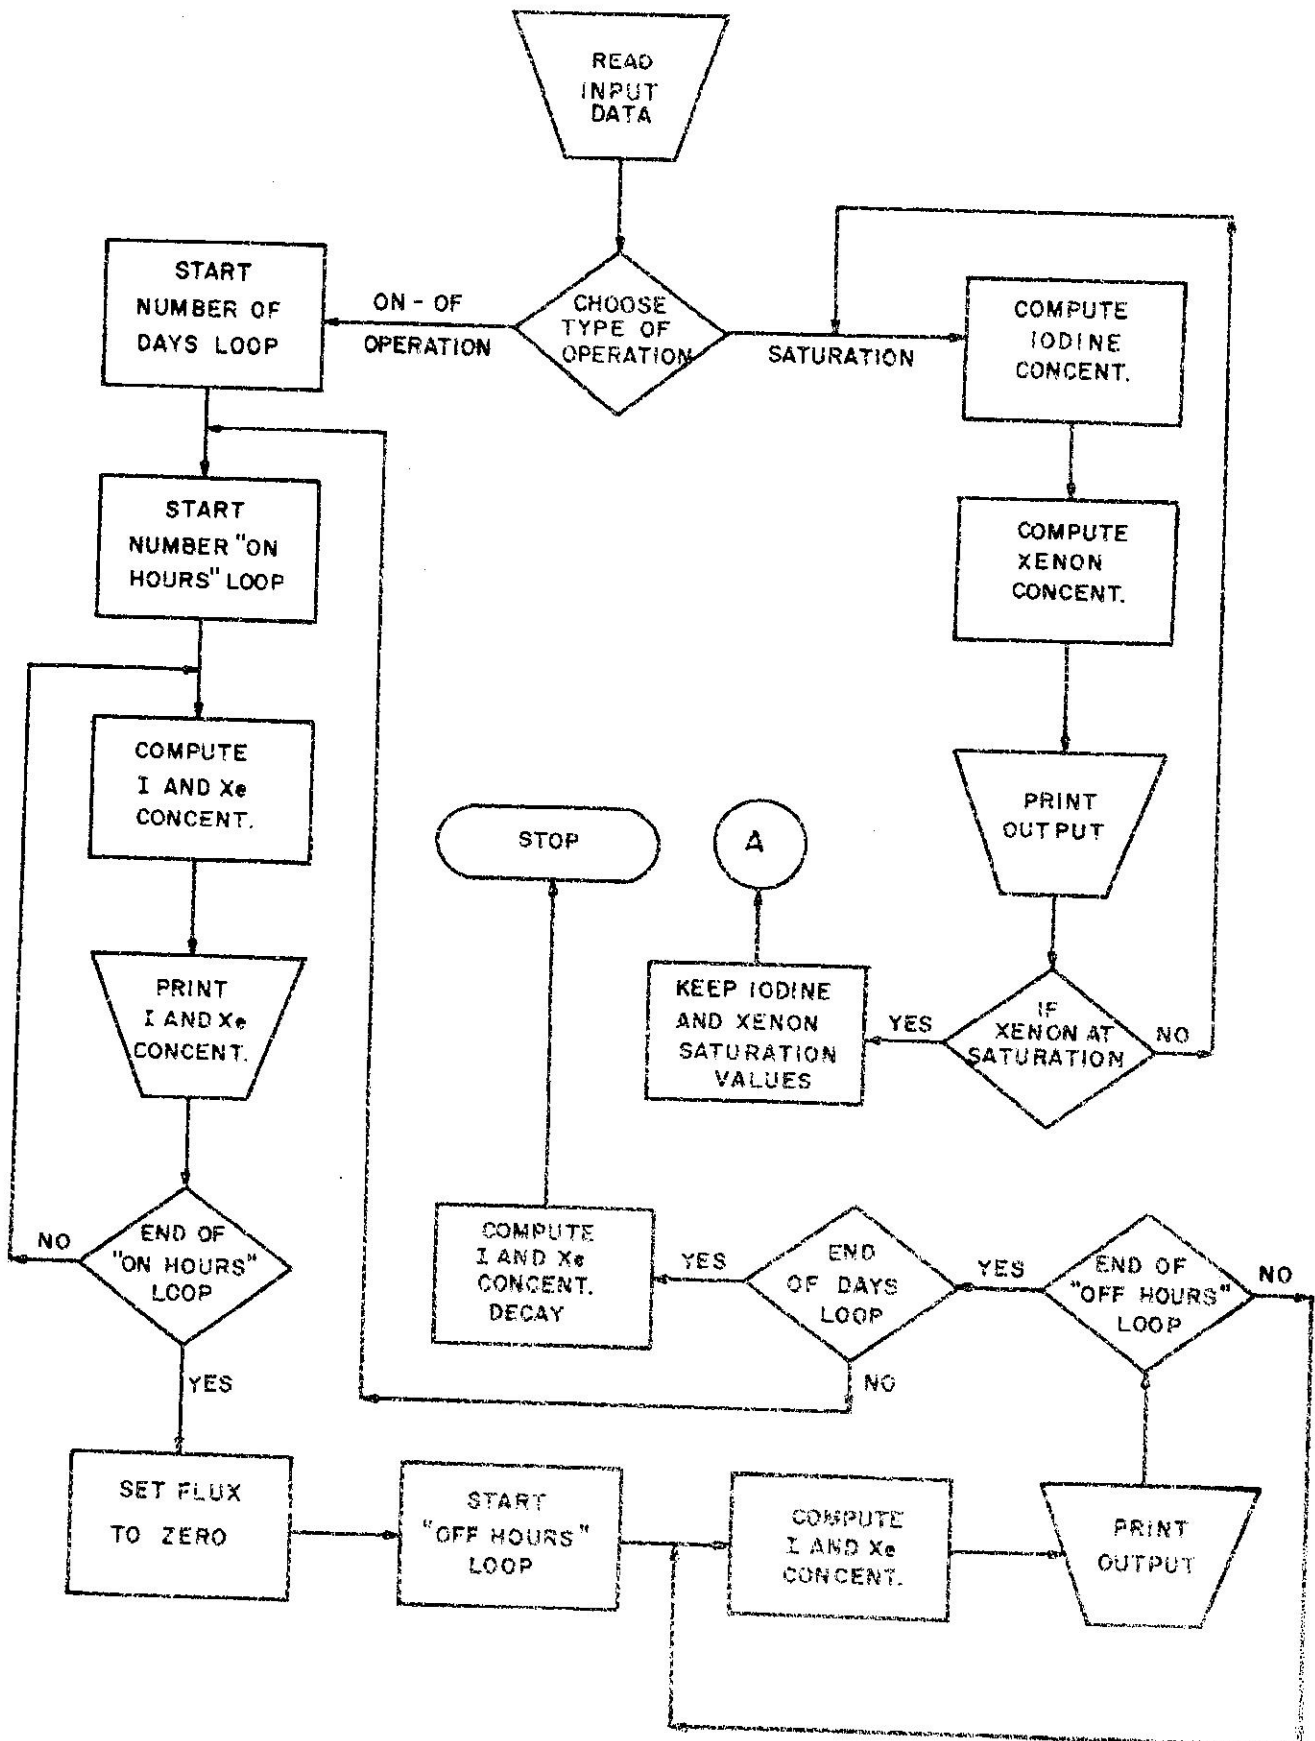 READ
INPUT
DATA
CHOOSE
TYPE OF
OPERATION
ON - OF
OPERATION
SATURATION
START
NUMBER OF
DAYS LOOP
START
NUMBER "ON
HOURS" LOOP
COMPUTE
I AND Xe
CONCENT.
PRINT
I AND Xe
CONCENT.
END OF
"ON HOURS"
LOOP
NO
YES
SET FLUX
TO ZERO
START
"OFF HOURS"
LOOP
COMPUTE
I AND Xe
CONCENT.
PRINT
OUTPUT
END OF
"OFF HOURS"
LOOP
NO
YES
END
OF DAYS
LOOP
NO
YES
COMPUTE
I AND Xe
CONCENT.
DECAY
STOP
COMPUTE
IODINE
CONCENT.
COMPUTE
XENON
CONCENT.
PRINT
OUTPUT
IF
XENON AT
SATURATION
NO
YES
KEEP IODINE
AND XENON
SATURATION
VALUES
A